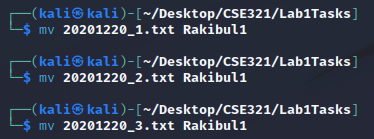 ┌──(kali㉿kali)-[~/Desktop/CSE321/Lab1Tasks]
└─$ mv 20201220_1.txt Rakibul1
┌──(kali㉿kali)-[~/Desktop/CSE321/Lab1Tasks]
└─$ mv 20201220_2.txt Rakibul1
┌──(kali㉿kali)-[~/Desktop/CSE321/Lab1Tasks]
└─$ mv 20201220_3.txt Rakibul1